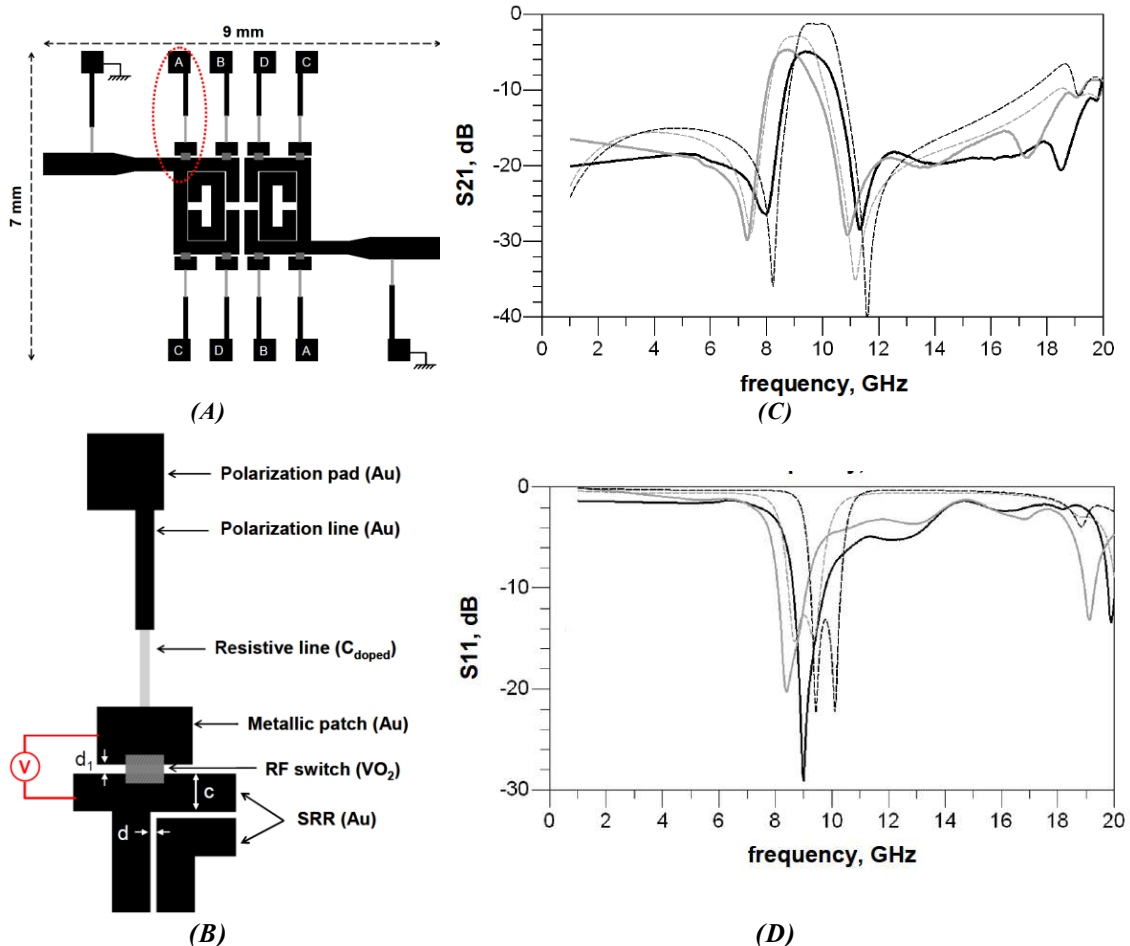 9 mm
7 mm
A B D C
C D B A
(A)
S21, dB
0
-10
-20
-30
-40
0 2 4 6 8 10 12 14 16 18 20
frequency, GHz
(C)
Polarization pad (Au)
Polarization line (Au)
Resistive line (Cdoped)
Metallic patch (Au)
RF switch (VO2)
SRR (Au)
V
d1
c
d
(B)
S11, dB
0
-10
-20
-30
0 2 4 6 8 10 12 14 16 18 20
frequency, GHz
(D)